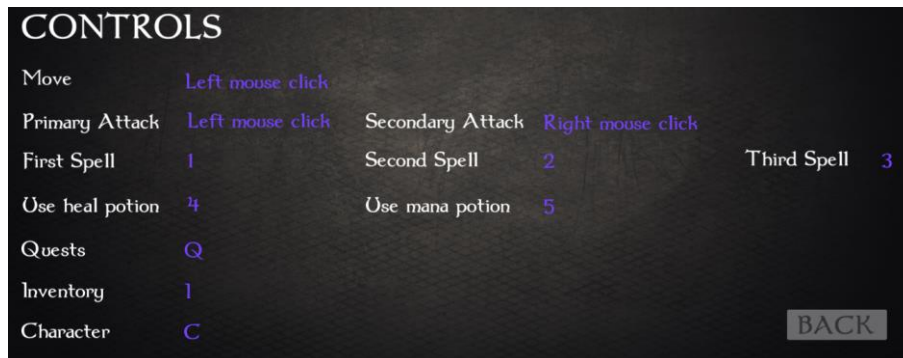 CONTROLS
Move Left mouse click
Primary Attack Left mouse click Secondary Attack Right mouse click
First Spell 1 Second Spell 2 Third Spell 3
Use heal potion 4 Use mana potion 5
Quests Q
Inventory I
Character C
BACK